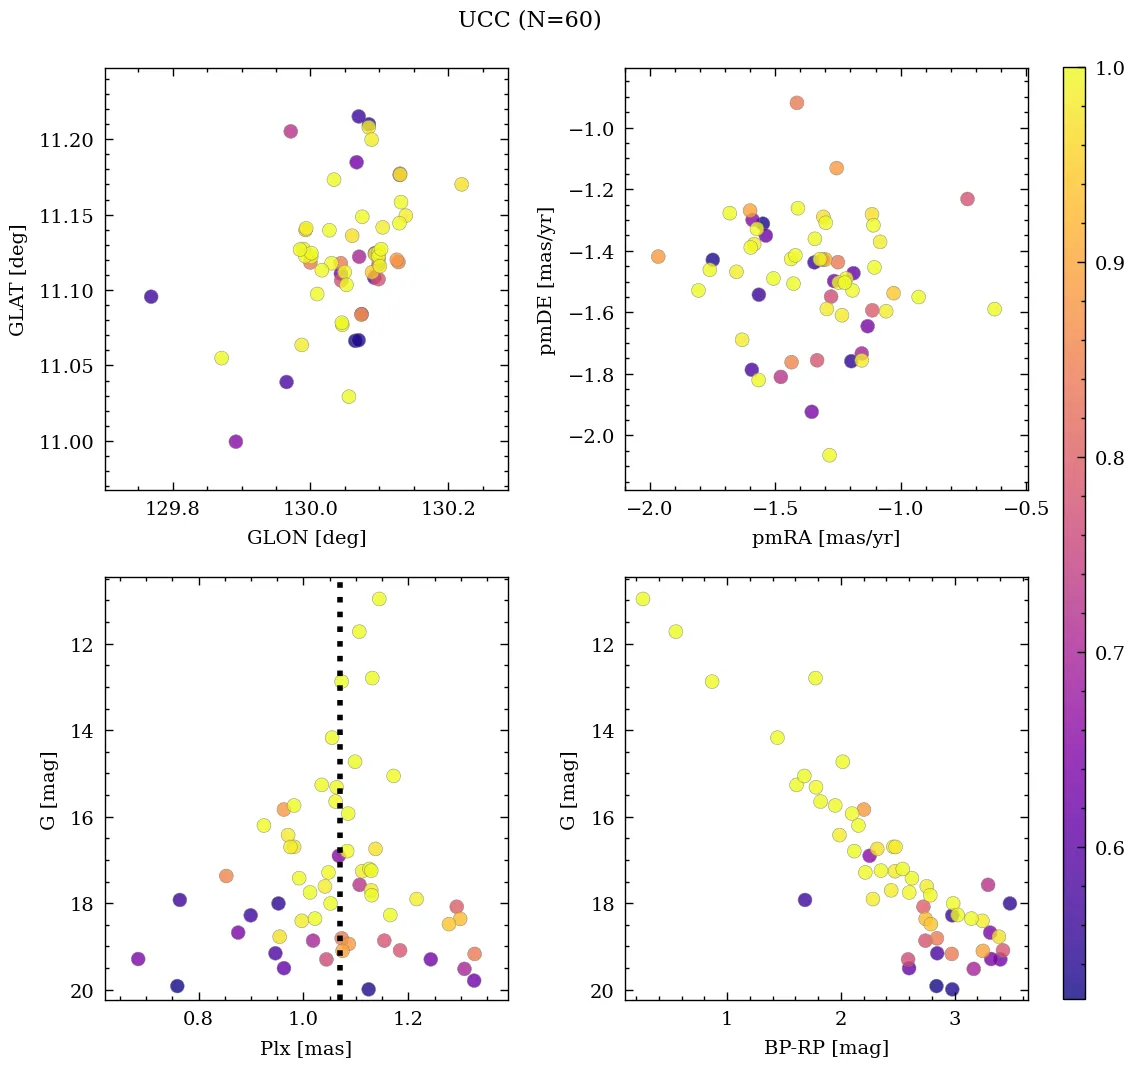 UCC (N=60)
11.20
11.15
11.10
11.05
11.00
GLAT [deg]
129.8 130.0 130.2
GLON [deg]
−1.0
−1.2
−1.4
−1.6
−1.8
−2.0
pmDE [mas/yr]
−2.0 −1.5 −1.0 −0.5
pmRA [mas/yr]
12
14
16
18
20
G [mag]
0.8 1.0 1.2
Plx [mas]
12
14
16
18
20
G [mag]
1 2 3
BP-RP [mag]
1.0
0.9
0.8
0.7
0.6